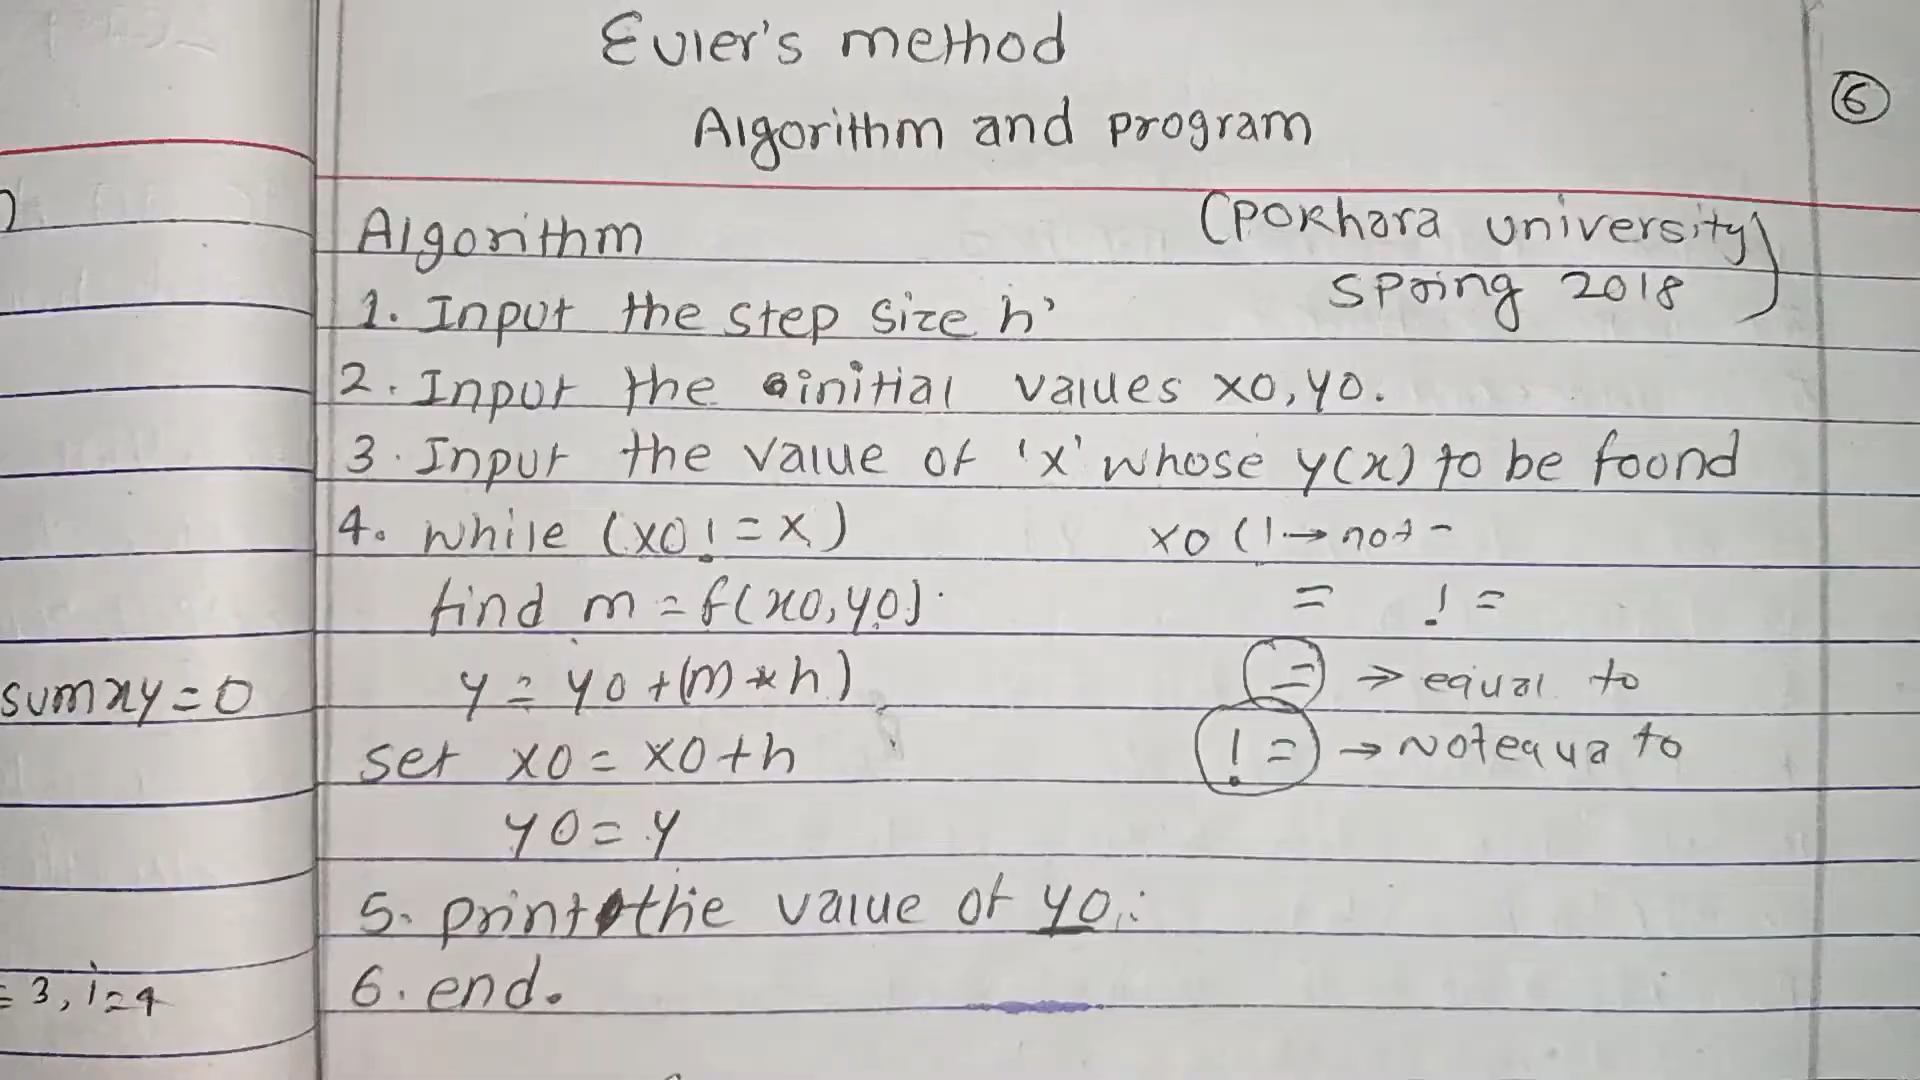 Euler's method
Algorithm and program
6
Algorithm
(Pokhara university
spring 2018)
1. Input the step size h'
2. Input the initial values x0, y0.
3. Input the value of 'x' whose y(x) to be foond
4. while (x0 != x)
x0 (! → not -
find m = f(x0, y0).
= ! =
y = y0 + (m * h)
= → equal to
sumxy = 0
set x0 = x0 + h
! = → Not equa to
y0 = y
5. print the value of y0.
= 3, i = 4
6. end.